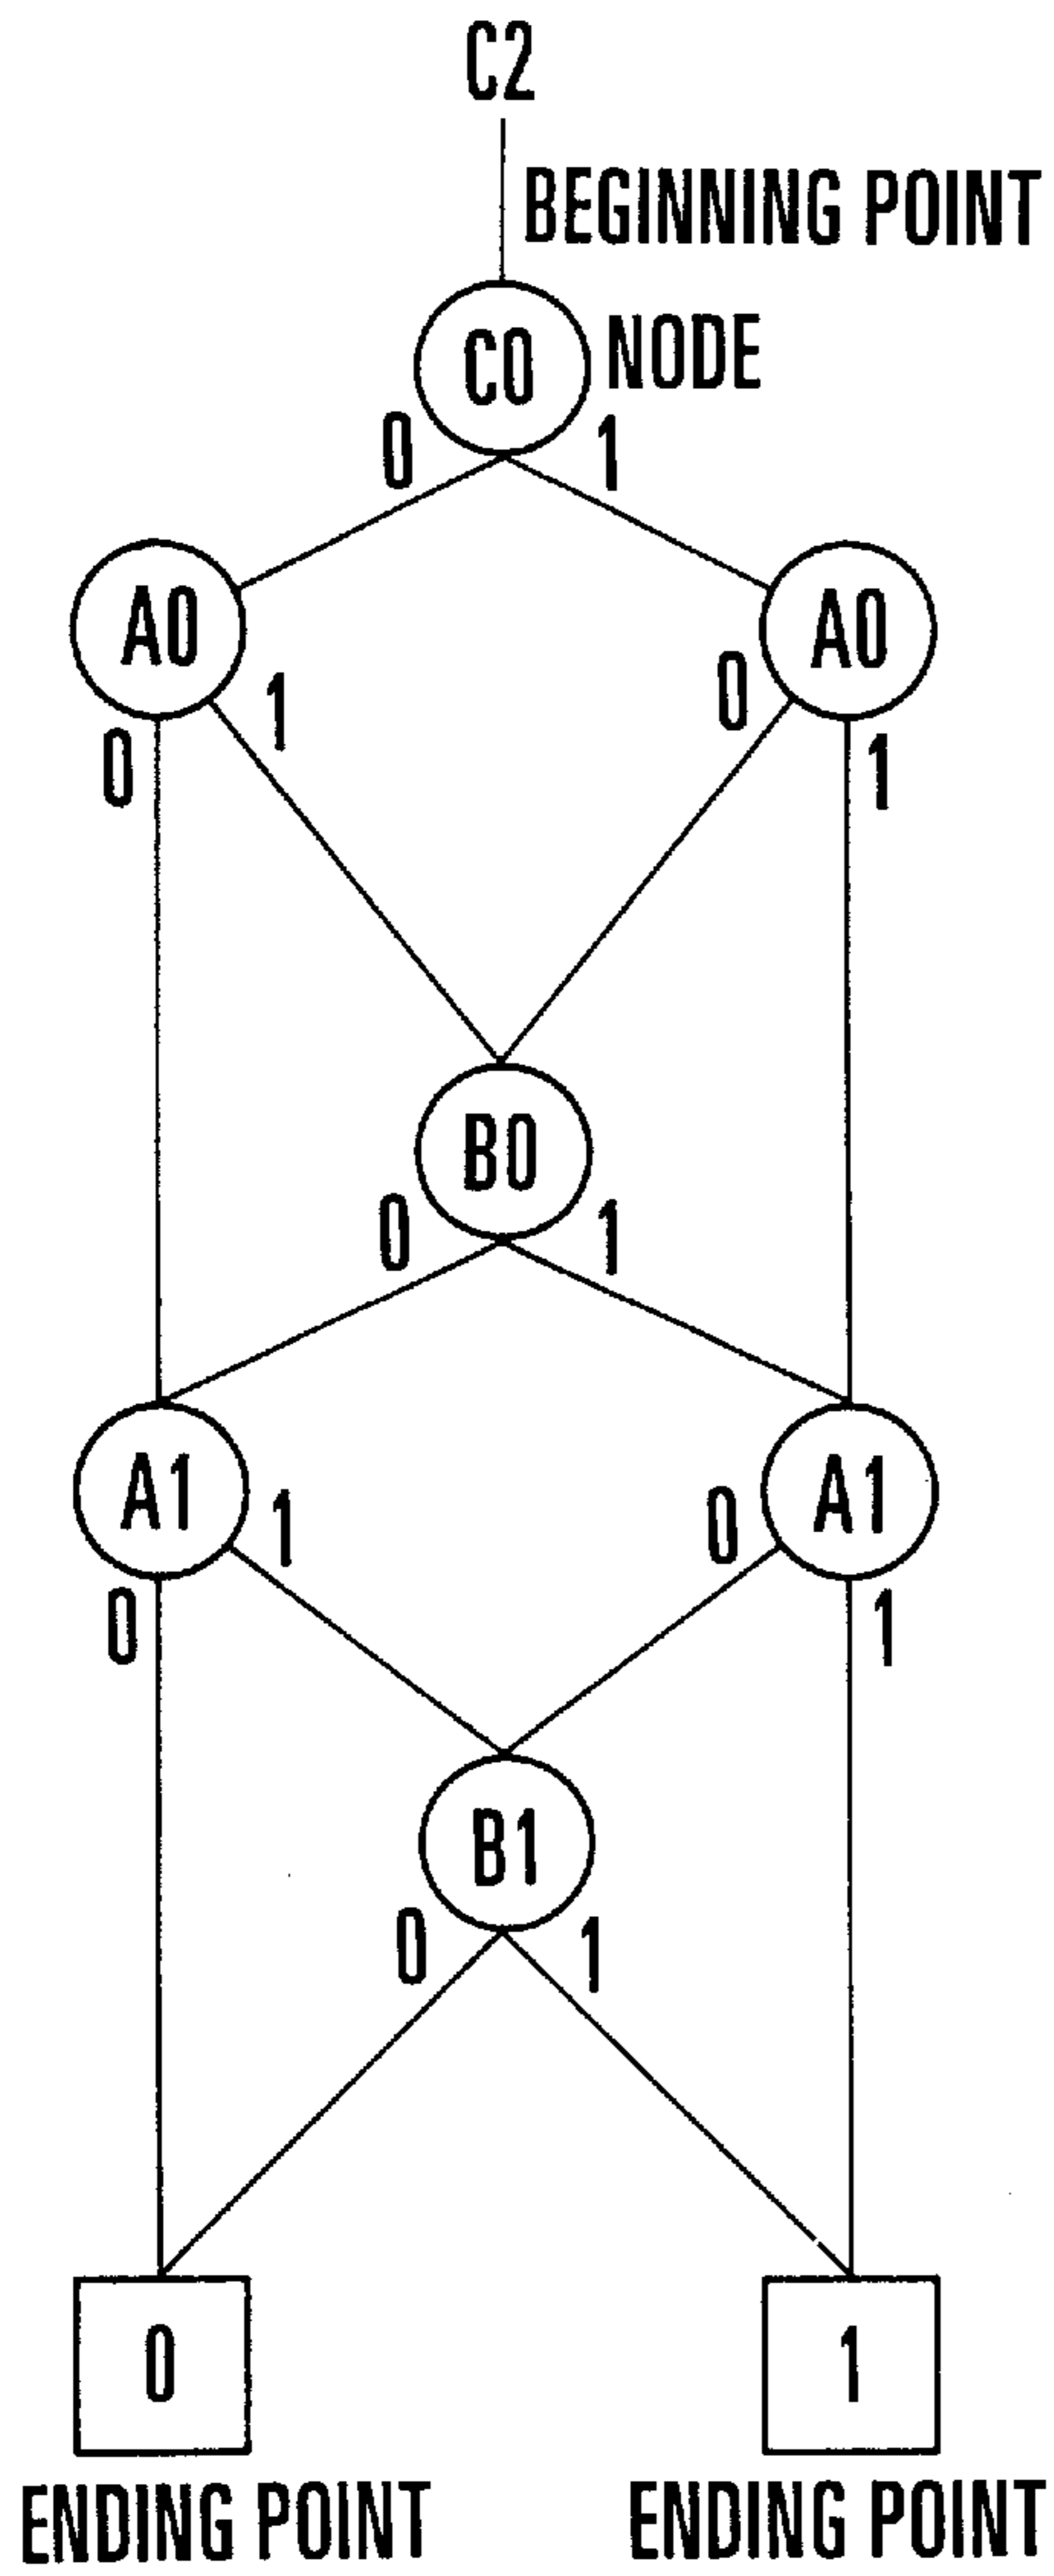 C2
BEGINNING POINT
C0 NODE
0 1
A0 A0
1 0
0 1
B0
0 1
A1 A1
1 0
0 1
B1
0 1
0 1
ENDING POINT ENDING POINT